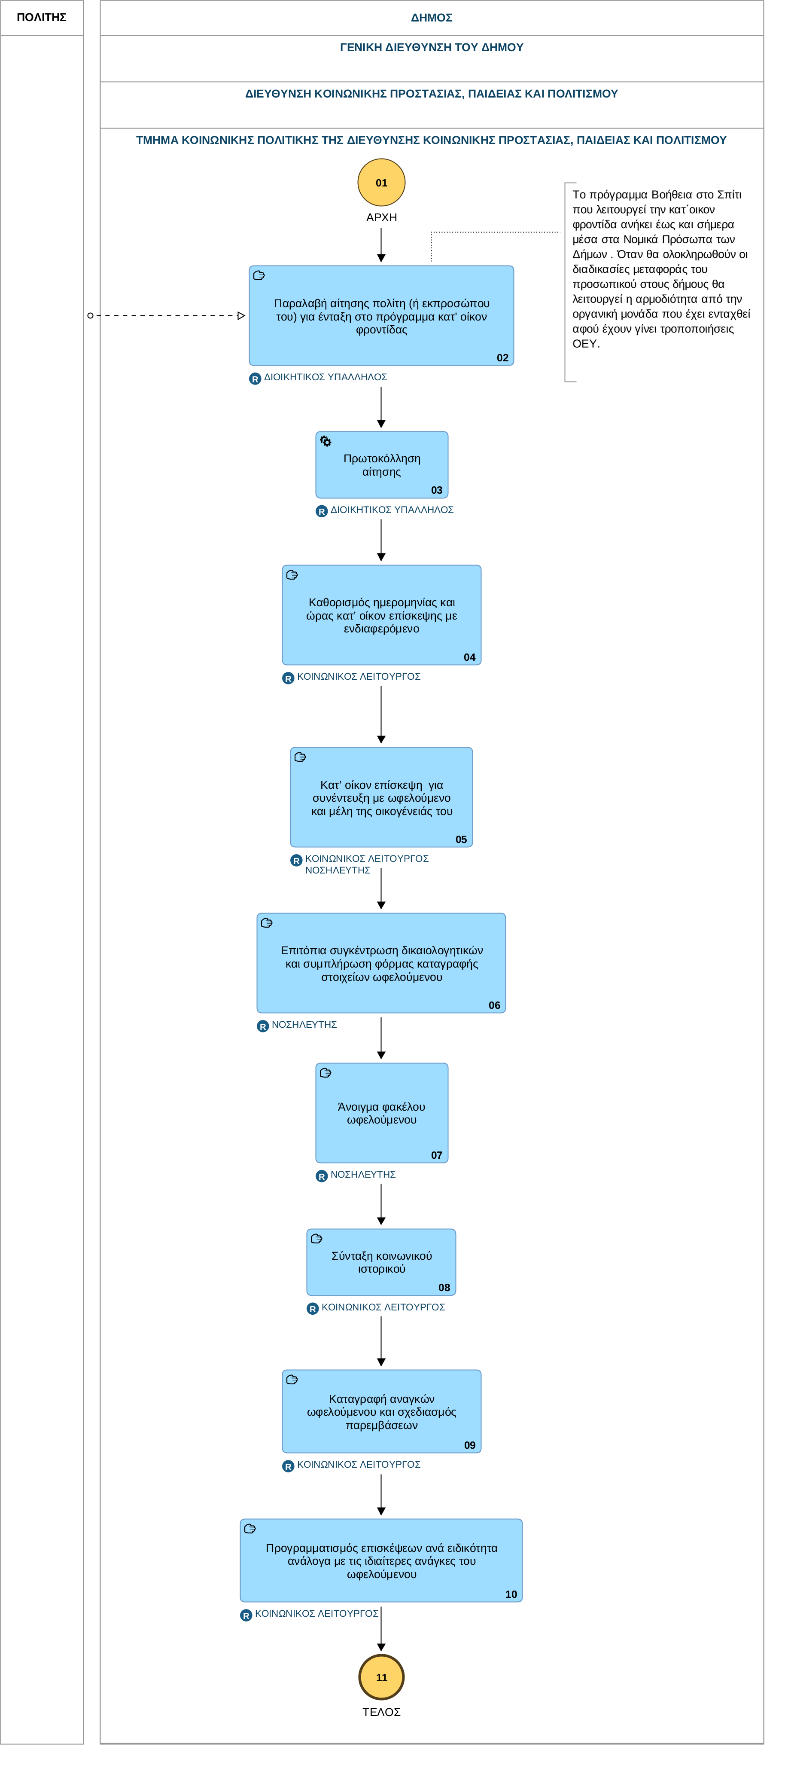 ΠΟΛΙΤΗΣ
ΔΗΜΟΣ
ΓΕΝΙΚΗ ΔΙΕΥΘΥΝΣΗ ΤΟΥ ΔΗΜΟΥ
ΔΙΕΥΘΥΝΣΗ ΚΟΙΝΩΝΙΚΗΣ ΠΡΟΣΤΑΣΙΑΣ, ΠΑΙΔΕΙΑΣ ΚΑΙ ΠΟΛΙΤΙΣΜΟΥ
ΤΜΗΜΑ ΚΟΙΝΩΝΙΚΗΣ ΠΟΛΙΤΙΚΗΣ ΤΗΣ ΔΙΕΥΘΥΝΣΗΣ ΚΟΙΝΩΝΙΚΗΣ ΠΡΟΣΤΑΣΙΑΣ, ΠΑΙΔΕΙΑΣ ΚΑΙ ΠΟΛΙΤΙΣΜΟΥ
01
ΑΡΧΗ
Το πρόγραμμα Βοήθεια στο Σπίτι
που λειτουργεί την κατ΄οικον
φροντίδα ανήκει έως και σήμερα
μέσα στα Νομικά Πρόσωπα των
Δήμων . Όταν θα ολοκληρωθούν οι
διαδικασίες μεταφοράς του
προσωπικού στους δήμους θα
λειτουργεί η αρμοδιότητα από την
οργανική μονάδα που έχει ενταχθεί
αφού έχουν γίνει τροποποιήσεις
ΟΕΥ.
Παραλαβή αίτησης πολίτη (ή εκπροσώπου
του) για ένταξη στο πρόγραμμα κατ' οίκον
φροντίδας
02
R ΔΙΟΙΚΗΤΙΚΟΣ ΥΠΑΛΛΗΛΟΣ
Πρωτοκόλληση
αίτησης
03
R ΔΙΟΙΚΗΤΙΚΟΣ ΥΠΑΛΛΗΛΟΣ
Καθορισμός ημερομηνίας και
ώρας κατ' οίκον επίσκεψης με
ενδιαφερόμενο
04
R ΚΟΙΝΩΝΙΚΟΣ ΛΕΙΤΟΥΡΓΟΣ
Κατ' οίκον επίσκεψη  για
συνέντευξη με ωφελούμενο
και μέλη της οικογένειάς του
05
R ΚΟΙΝΩΝΙΚΟΣ ΛΕΙΤΟΥΡΓΟΣ
ΝΟΣΗΛΕΥΤΗΣ
Επιτόπια συγκέντρωση δικαιολογητικών
και συμπλήρωση φόρμας καταγραφής
στοιχείων ωφελούμενου
06
R ΝΟΣΗΛΕΥΤΗΣ
Άνοιγμα φακέλου
ωφελούμενου
07
R ΝΟΣΗΛΕΥΤΗΣ
Σύνταξη κοινωνικού
ιστορικού
08
R ΚΟΙΝΩΝΙΚΟΣ ΛΕΙΤΟΥΡΓΟΣ
Καταγραφή αναγκών
ωφελούμενου και σχεδιασμός
παρεμβάσεων
09
R ΚΟΙΝΩΝΙΚΟΣ ΛΕΙΤΟΥΡΓΟΣ
Προγραμματισμός επισκέψεων ανά ειδικότητα
ανάλογα με τις ιδιαίτερες ανάγκες του
ωφελούμενου
10
R ΚΟΙΝΩΝΙΚΟΣ ΛΕΙΤΟΥΡΓΟΣ
11
ΤΕΛΟΣ